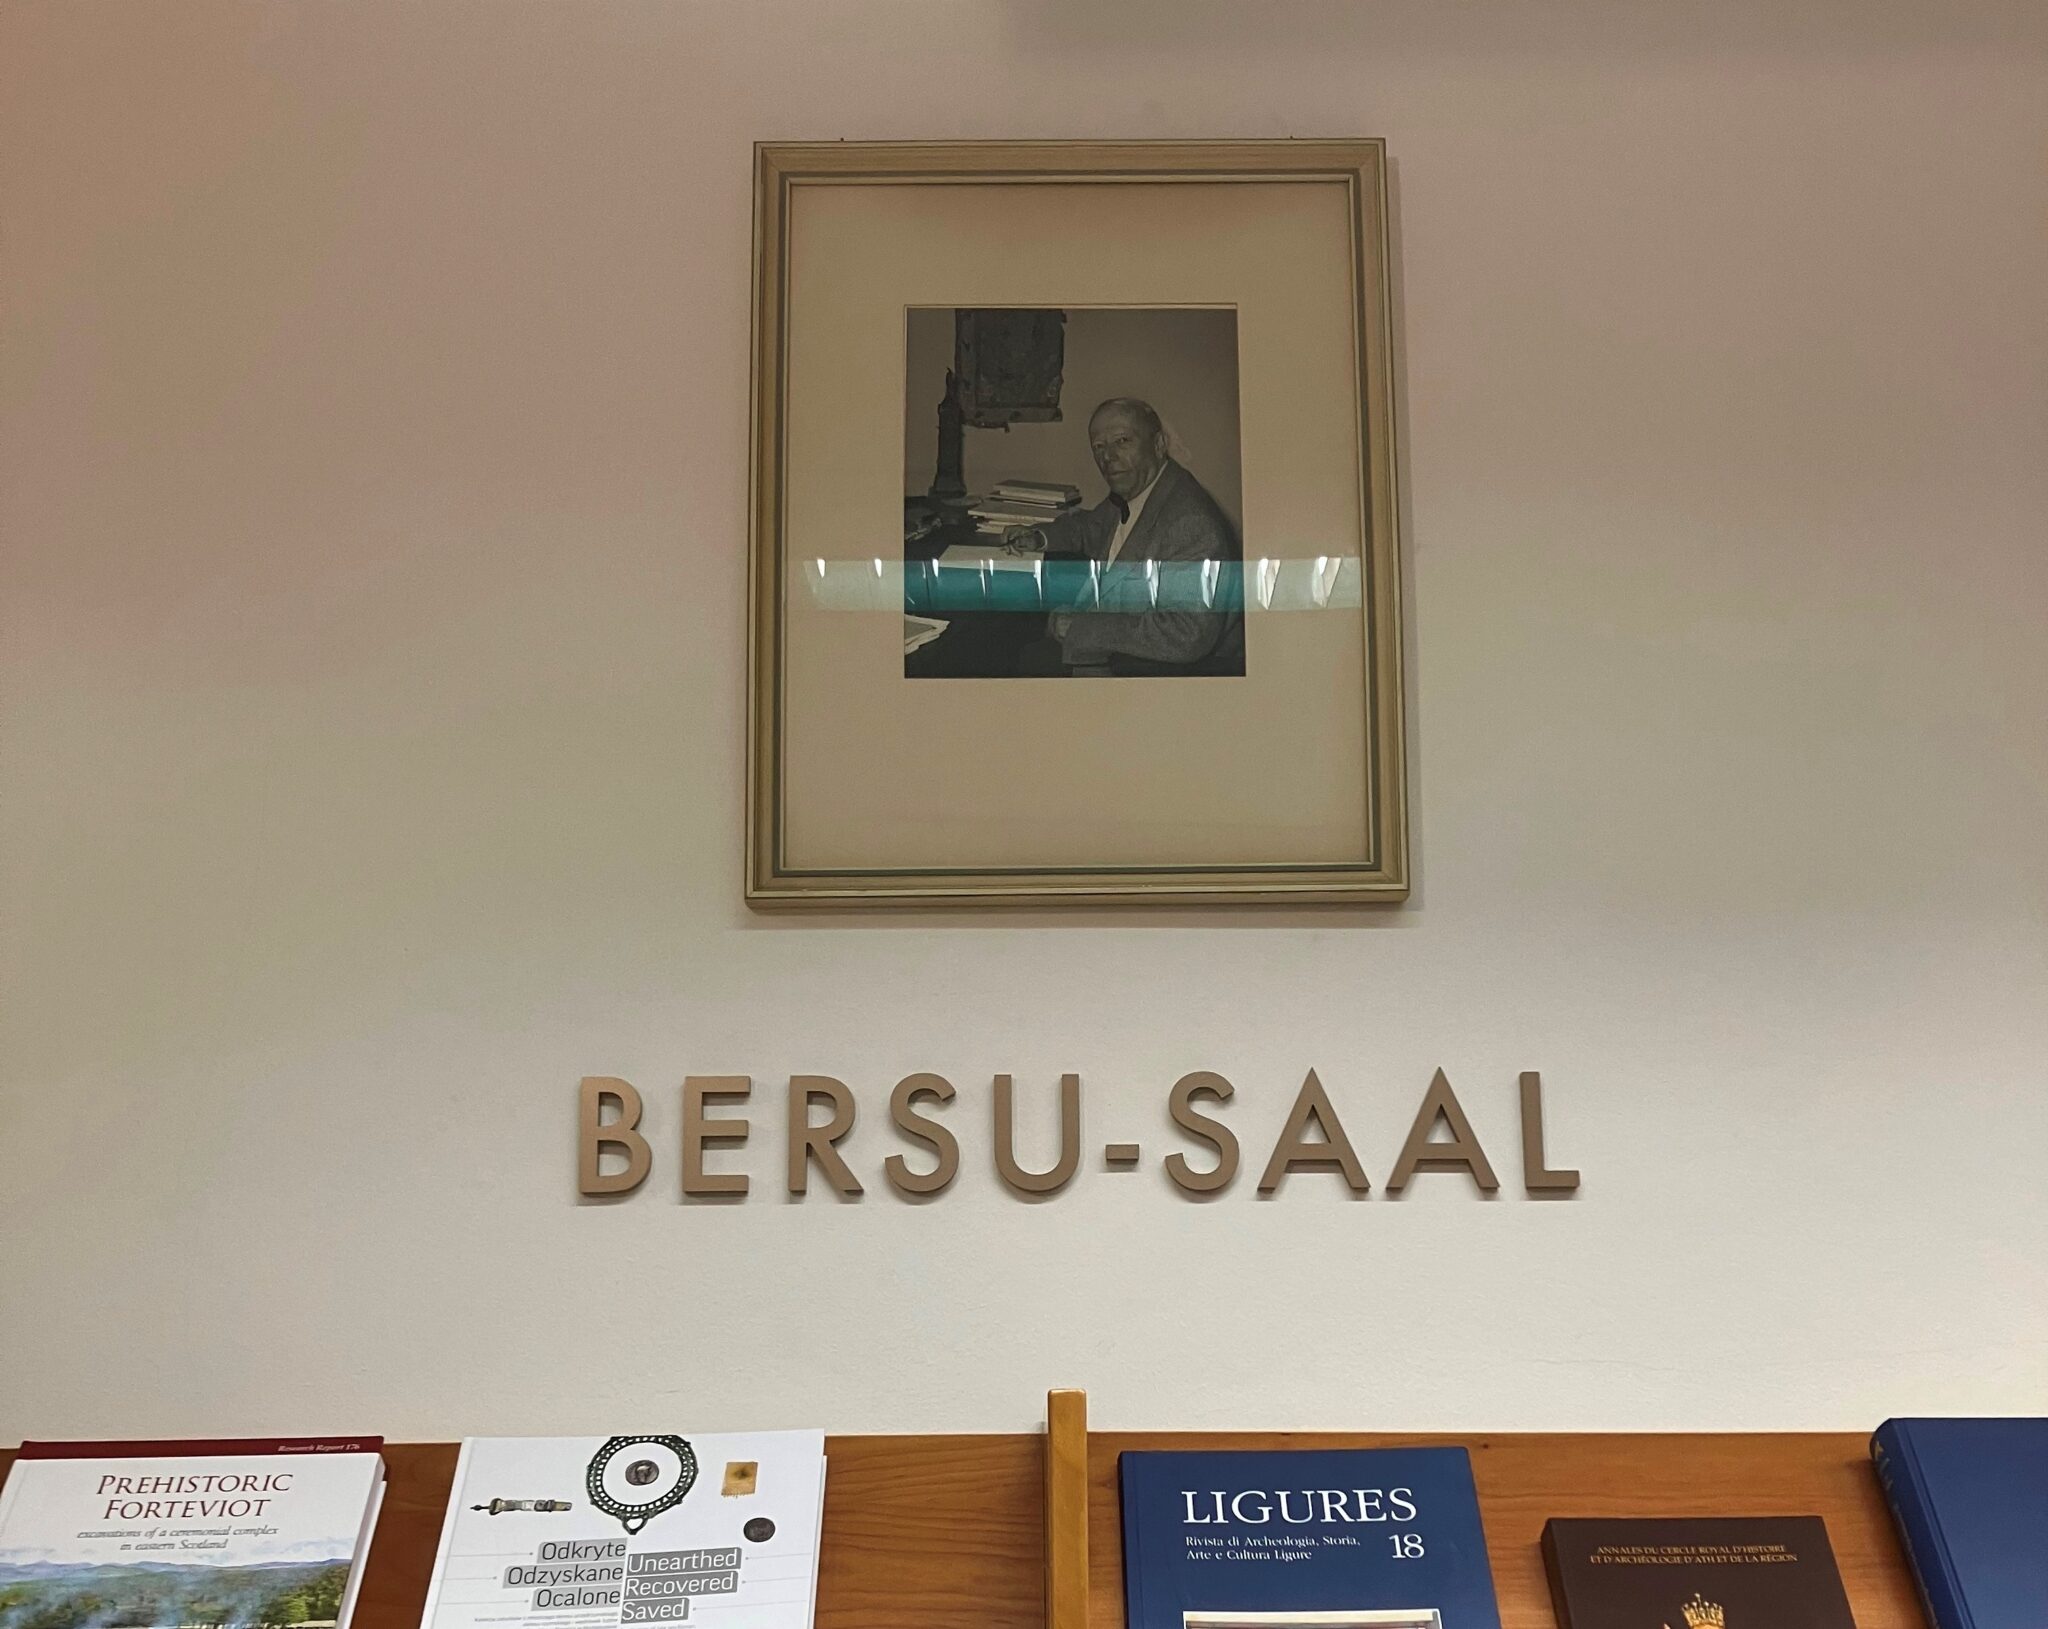 BERSU-SAAL
Research Report 176
PREHISTORIC
FORTEVIOT
excavations of a ceremonial complex
in eastern Scotland
Odkryte
Odzyskane
Ocalone
Unearthed
Recovered
Saved
LIGURES
Rivista di Archeologia, Storia,
Arte e Cultura Ligure
18
ANNALES DU CERCLE ROYAL D'HISTOIRE
ET D'ARCHÉOLOGIE D'ATH ET DE LA RÉGION